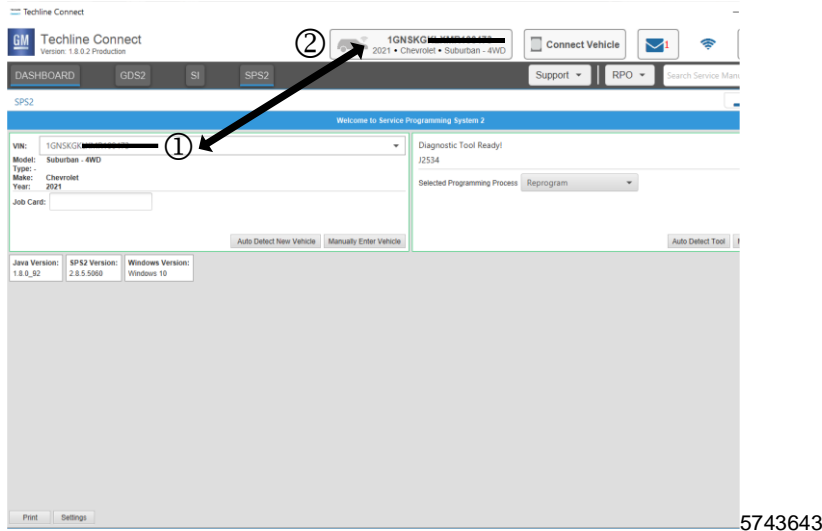 Techline Connect
GM Techline Connect
Version: 1.8.0.2 Production
② 1GNSKG
2021 • Chevrolet • Suburban - 4WD
Connect Vehicle
1
DASHBOARD GDS2 SI SPS2 Support RPO Search Service Man
SPS2
Welcome to Service Programming System 2
VIN: 1GNSKGK ①
Model: Suburban - 4WD
Type: -
Make: Chevrolet
Year: 2021
Job Card:
Auto Detect New Vehicle Manually Enter Vehicle
Diagnostic Tool Ready!
J2534
Selected Programming Process Reprogram
Auto Detect Tool
Java Version: SPS2 Version: Windows Version:
1.8.0_92 2.8.5.5060 Windows 10
Print Settings
5743643